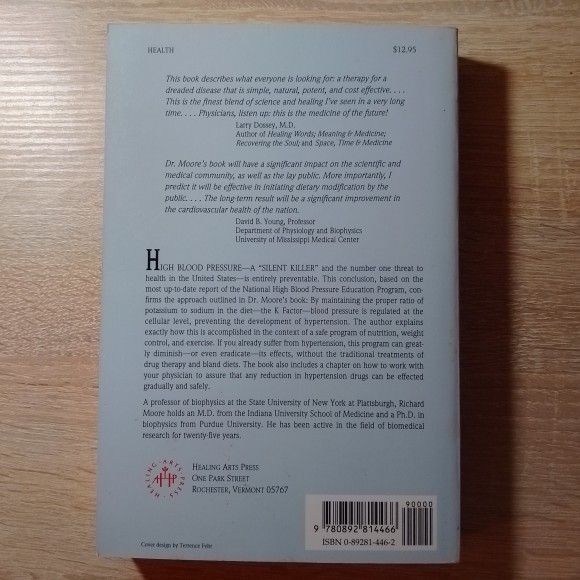 HEALTH
$12.95
This book describes what everyone is looking for: a therapy for a
dreaded disease that is simple, natural, potent, and cost effective. . . .
This is the finest blend of science and healing I've seen in a very long
time. . . . Physicians, listen up: this is the medicine of the future!
Larry Dossey, M.D.
Author of Healing Words; Meaning & Medicine;
Recovering the Soul; and Space, Time & Medicine
Dr. Moore's book will have a significant impact on the scientific and
medical community, as well as the lay public. More importantly, I
predict it will be effective in initiating dietary modification by the
public. . . . The long-term result will be a significant improvement in
the cardiovascular health of the nation.
David B. Young, Professor
Department of Physiology and Biophysics
University of Mississippi Medical Center
HIGH BLOOD PRESSURE—A "SILENT KILLER" and the number one threat to
health in the United States—is entirely preventable. This conclusion, based on the
most up-to-date report of the National High Blood Pressure Education Program, con-
firms the approach outlined in Dr. Moore's book: By maintaining the proper ratio of
potassium to sodium in the diet—the K Factor—blood pressure is regulated at the
cellular level, preventing the development of hypertension. The author explains
exactly how this is accomplished in the context of a safe program of nutrition, weight
control, and exercise. If you already suffer from hypertension, this program can great-
ly diminish—or even eradicate—its effects, without the traditional treatments of
drug therapy and bland diets. The book also includes a chapter on how to work with
your physician to assure that any reduction in hypertension drugs can be effected
gradually and safely.
A professor of biophysics at the State University of New York at Plattsburgh, Richard
Moore holds an M.D. from the Indiana University School of Medicine and a Ph.D. in
biophysics from Purdue University. He has been active in the field of biomedical
research for twenty-five years.
HEALING·ARTS·PRESS
AHP
HEALING ARTS PRESS
ONE PARK STREET
ROCHESTER, VERMONT 05767
90000
9 780892 814466
ISBN 0-89281-446-2
Cover design by Terrence Fehr